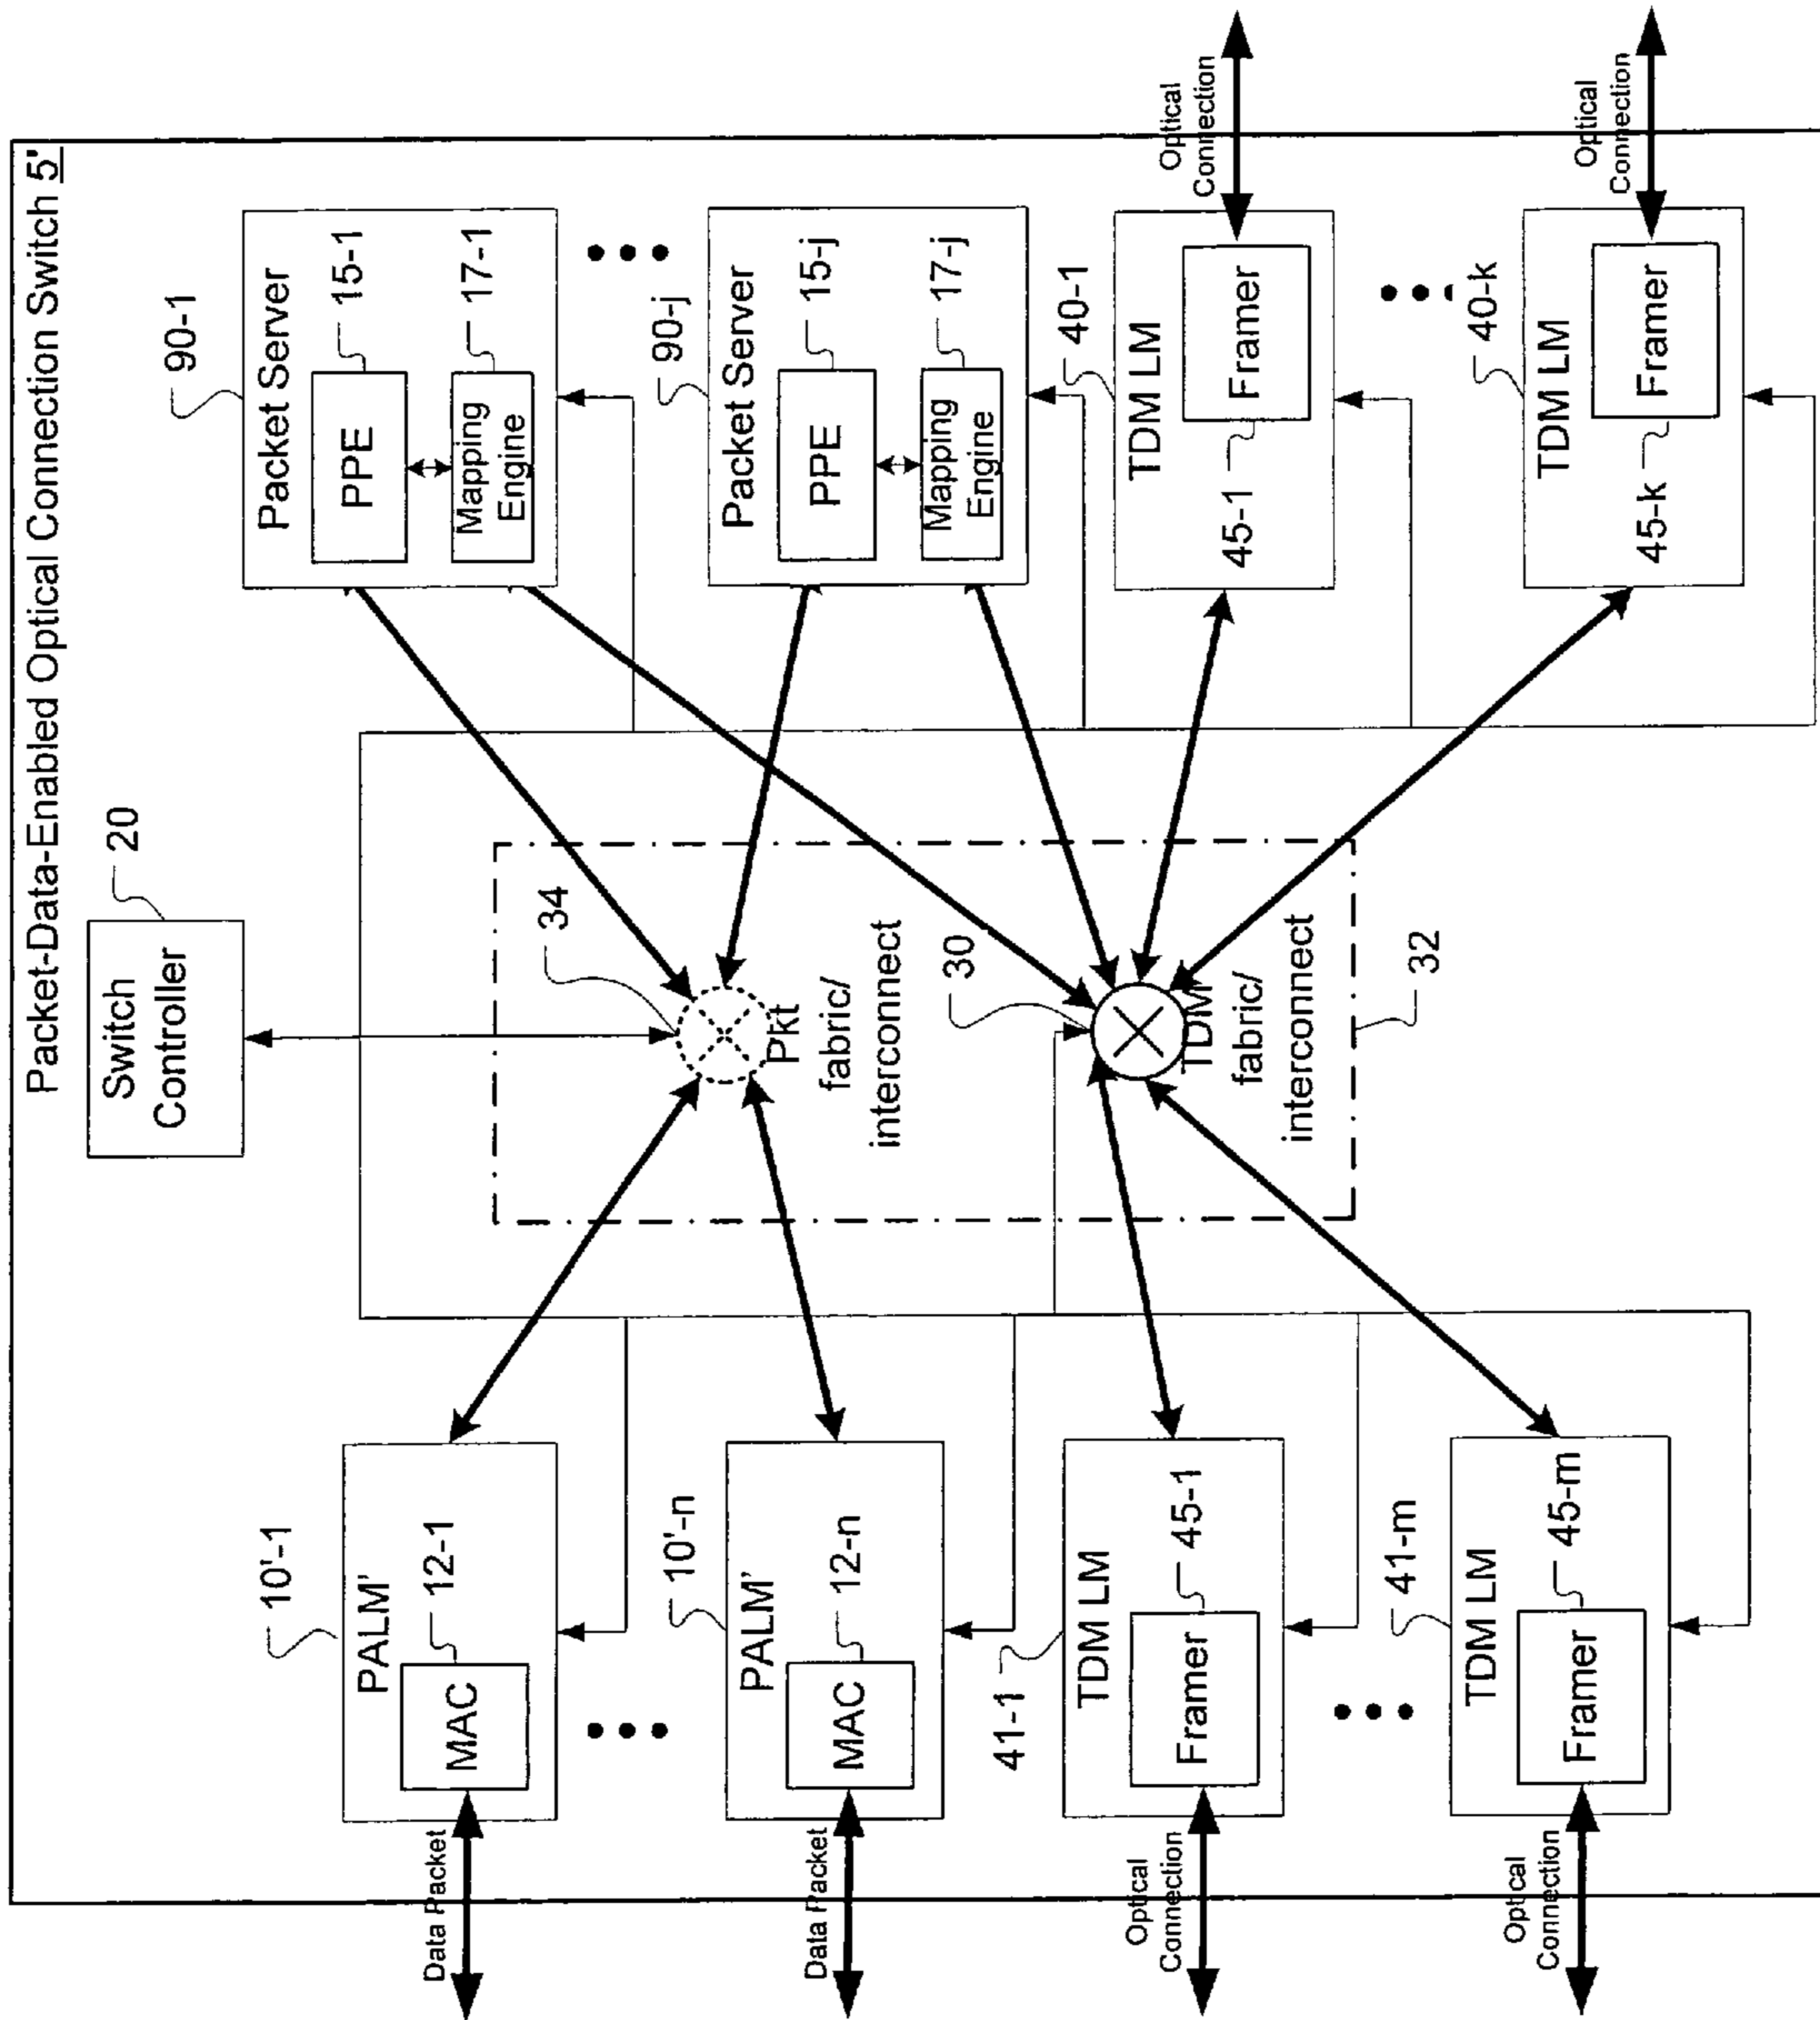 Packet-Data-Enabled Optical Connection Switch 5'
Switch
Controller
20
10'-1
PALM'
12-1
MAC
Data Packet
10'-n
PALM'
12-n
MAC
Data Packet
41-1
TDM LM
45-1
Framer
Optical
Connection
41-m
TDM LM
45-m
Framer
Optical
Connection
34
Pkt
fabric/
interconnect
30
TDM
fabric/
interconnect
32
90-1
Packet Server
PPE
15-1
Mapping
Engine
17-1
90-j
Packet Server
PPE
15-j
Mapping
Engine
17-j
40-1
TDM LM
45-1
Framer
Optical
Connection
40-k
TDM LM
45-k
Framer
Optical
Connection